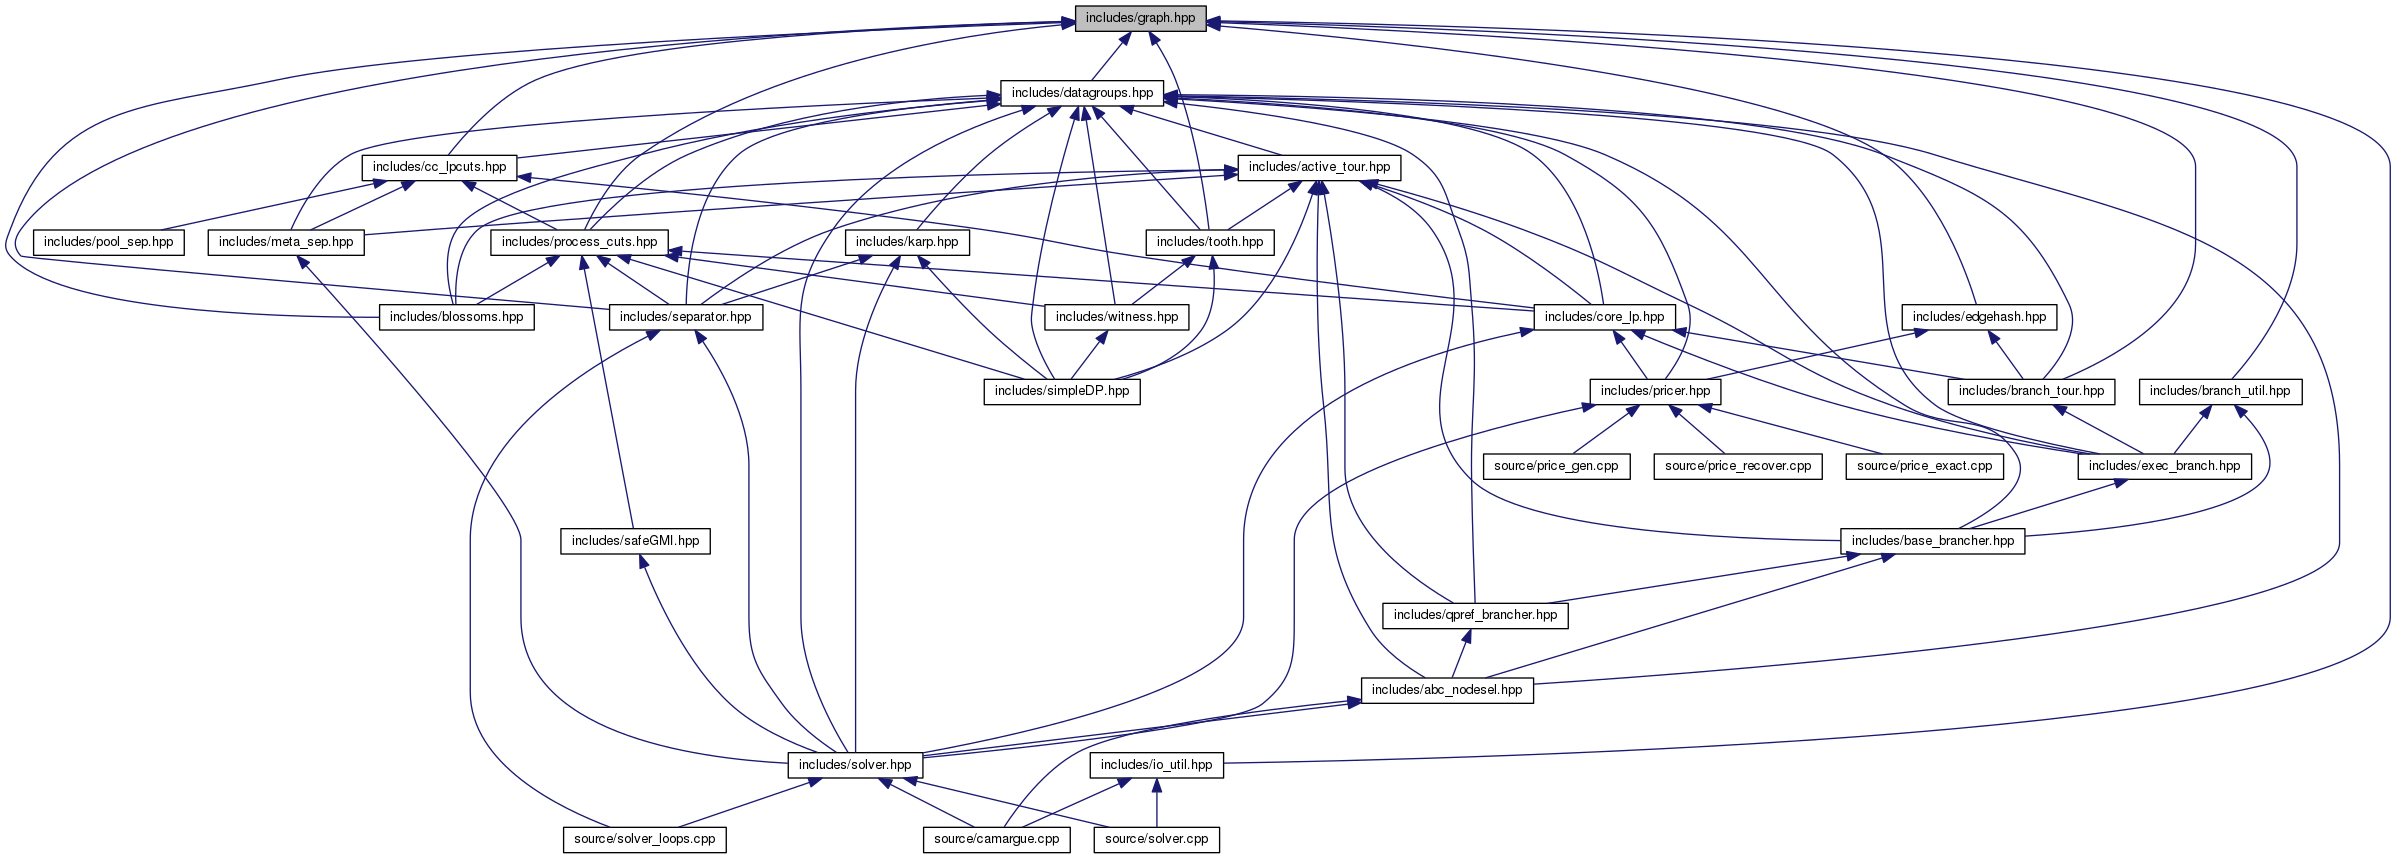 includes/graph.hpp
includes/datagroups.hpp
includes/cc_lpcuts.hpp
includes/active_tour.hpp
includes/pool_sep.hpp
includes/meta_sep.hpp
includes/process_cuts.hpp
includes/karp.hpp
includes/tooth.hpp
includes/blossoms.hpp
includes/separator.hpp
includes/witness.hpp
includes/core_lp.hpp
includes/edgehash.hpp
includes/simpleDP.hpp
includes/pricer.hpp
includes/branch_tour.hpp
includes/branch_util.hpp
source/price_gen.cpp
source/price_recover.cpp
source/price_exact.cpp
includes/exec_branch.hpp
includes/safeGMI.hpp
includes/base_brancher.hpp
includes/qpref_brancher.hpp
includes/abc_nodesel.hpp
includes/solver.hpp
includes/io_util.hpp
source/solver_loops.cpp
source/camargue.cpp
source/solver.cpp